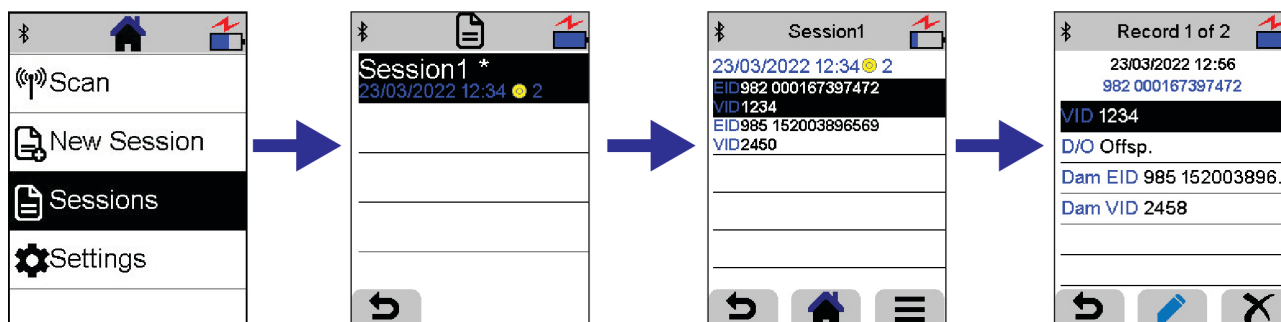 Scan
New Session
Sessions
Settings
Session1 *
23/03/2022 12:34 2
Session1
23/03/2022 12:34 2
EID982 000167397472
VID1234
EID985 152003896569
VID2450
Record 1 of 2
23/03/2022 12:56
982 000167397472
VID 1234
D/O Offsp.
Dam EID 985 152003896.
Dam VID 2458